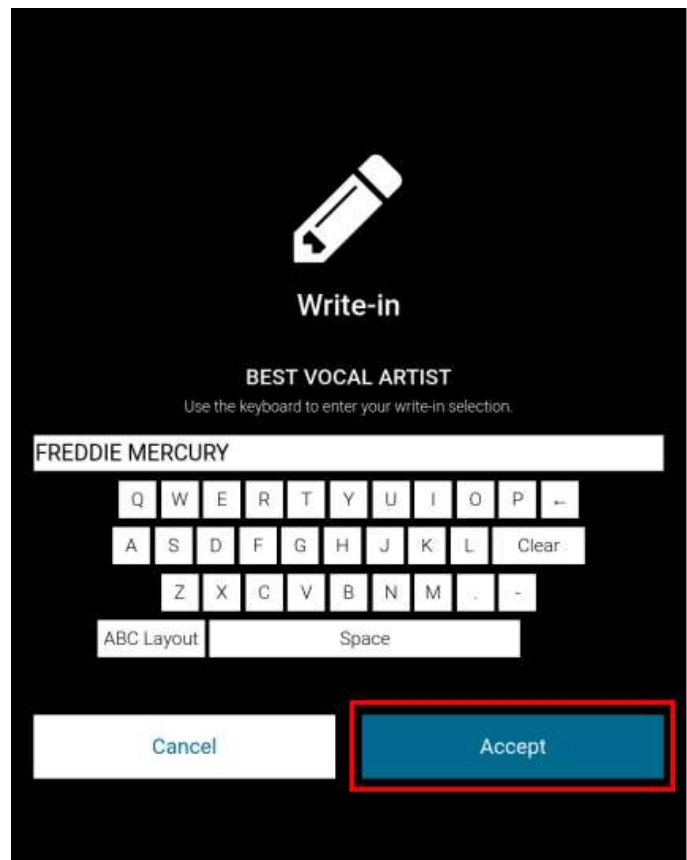 Write-in
BEST VOCAL ARTIST
Use the keyboard to enter your write-in selection.
FREDDIE MERCURY
Q W E R T Y U I O P ←
A S D F G H J K L Clear
Z X C V B N M . -
ABC Layout Space
Cancel Accept